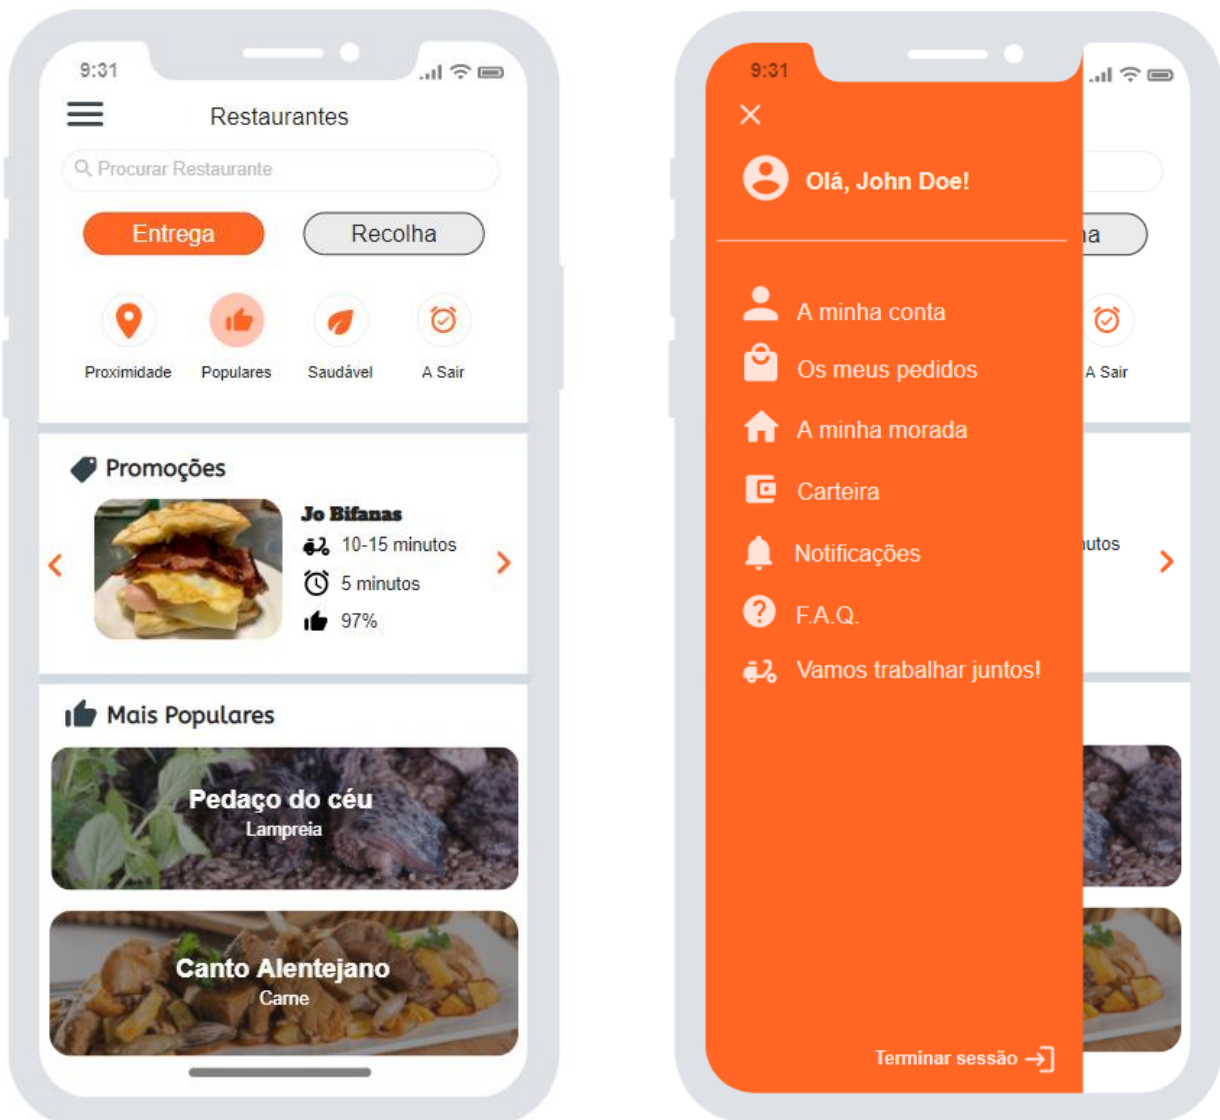 9:31
Restaurantes
Procurar Restaurante
Entrega
Recolha
Proximidade
Populares
Saudável
A Sair
Promoções
Jo Bifanas
10-15 minutos
5 minutos
97%
Mais Populares
Pedaço do céu
Lampreia
Canto Alentejano
Carne
9:31
Olá, John Doe!
A minha conta
Os meus pedidos
A minha morada
Carteira
Notificações
F.A.Q.
Vamos trabalhar juntos!
Terminar sessão
ha
A Sair
nutos